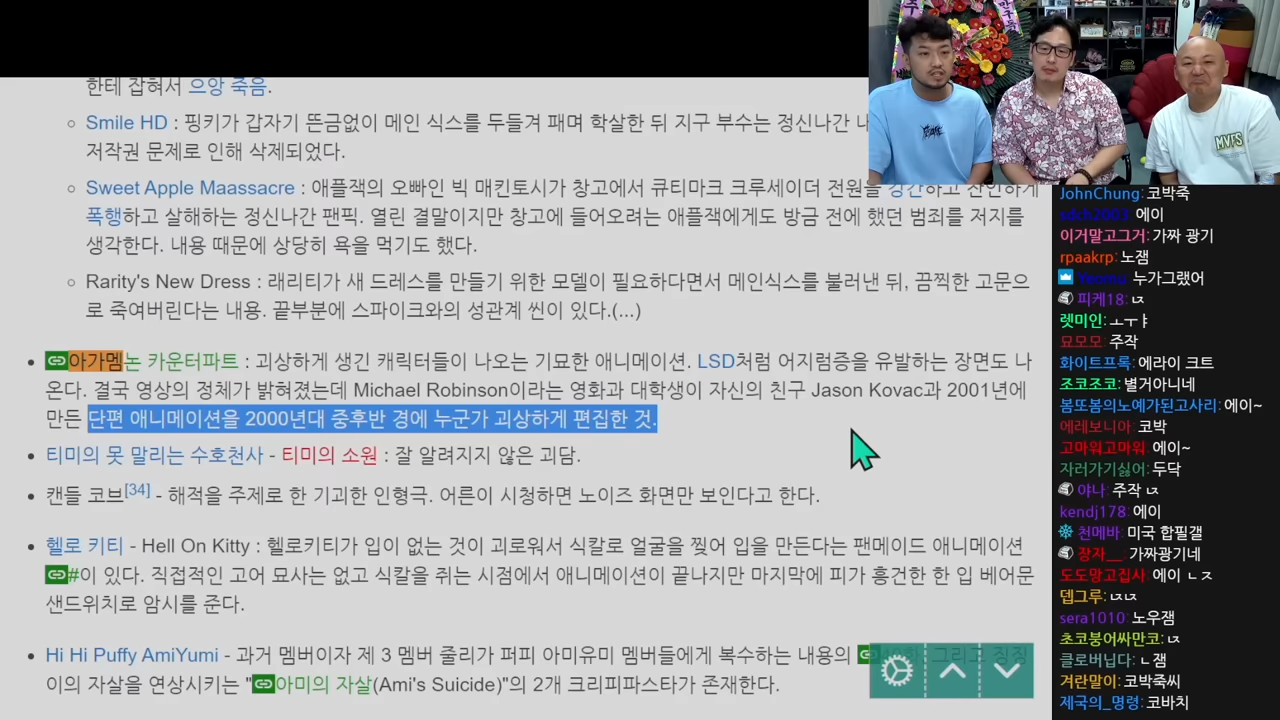 한테 잡혀서 으앙 죽음.
Smile HD : 핑키가 갑자기 뜬금없이 메인 식스를 두들겨 패며 학살한 뒤 지구 부수는 정신나간
저작권 문제로 인해 삭제되었다.
Sweet Apple Maassacre : 애플잭의 오빠인 빅 매킨토시가 창고에서 큐티마크 크루세이더 전원을 강간하고 잔인하게
폭행하고 살해하는 정신나간 팬픽. 열린 결말이지만 창고에 들어오려는 애플잭에게도 방금 전에 했던 범죄를 저지를
생각한다. 내용 때문에 상당히 욕을 먹기도 했다.
Rarity's New Dress : 래리티가 새 드레스를 만들기 위한 모델이 필요하다면서 메인식스를 불러낸 뒤, 끔찍한 고문으
로 죽여버린다는 내용. 끝부분에 스파이크와의 성관계 씬이 있다.(...)
아가멤논 카운터파트 : 괴상하게 생긴 캐릭터들이 나오는 기묘한 애니메이션. LSD처럼 어지럼증을 유발하는 장면도 나
온다. 결국 영상의 정체가 밝혀졌는데 Michael Robinson이라는 영화과 대학생이 자신의 친구 Jason Kovac과 2001년에
만든 단편 애니메이션을 2000년대 중후반 경에 누군가 괴상하게 편집한 것.
티미의 못 말리는 수호천사 - 티미의 소원 : 잘 알려지지 않은 괴담.
캔들 코브[34] - 해적을 주제로 한 기괴한 인형극. 어른이 시청하면 노이즈 화면만 보인다고 한다.
헬로 키티 - Hell On Kitty : 헬로키티가 입이 없는 것이 괴로워서 식칼로 얼굴을 찢어 입을 만든다는 팬메이드 애니메이션
#이 있다. 직접적인 고어 묘사는 없고 식칼을 쥐는 시점에서 애니메이션이 끝나지만 마지막에 피가 흥건한 한 입 베어문
샌드위치로 암시를 준다.
Hi Hi Puffy AmiYumi - 과거 멤버이자 제 3의 멤버 줄리가 퍼피 아미유미 멤버들에게 복수하는 내용의 그리고 징징
이의 자살을 연상시키는 "아미의 자살(Ami's Suicide)"의 2개 크리피파스타가 존재한다.
MVFS
JohnChung: 코박죽
xdch2003: 에이
이거말고그거: 가짜 광기
rpaakrp: 노잼
Yeomu: 누가그랬어
피케18: ㄵ
렛미인: ㅗㅜㅑ
묘모모: 주작
화이트프록: 에라이 크트
조코조코: 별거아니네
봄또봄의노예가된고사리: 에이~
에레보니아: 코박
고마워고마워: 에이~
자러가기싫어: 두닥
야나: 주작 ㄵ
kendj178: 에이
천메바: 미국 합필갤
장자__: 가짜광기네
도도망고집사: 에이 ㄴㅈ
뎁그루: ㄵㄵ
sera1010: 노우잼
초코붕어싸만코: ㄵ
클로버닙다: ㄴ잼
겨란말이: 코박죽씨
제국의_명령: 코바치